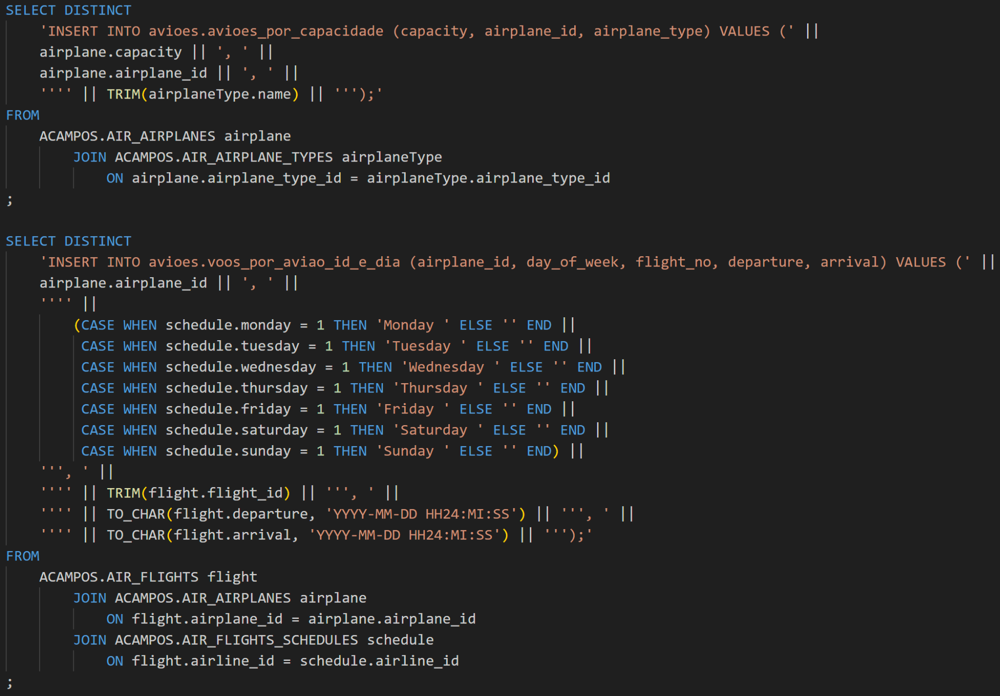 SELECT DISTINCT
    'INSERT INTO avioes.avioes_por_capacidade (capacity, airplane_id, airplane_type) VALUES (' ||
    airplane.capacity || ', ' ||
    airplane.airplane_id || ', ' ||
    '''' || TRIM(airplaneType.name) || ''');'
FROM
    ACAMPOS.AIR_AIRPLANES airplane
        JOIN ACAMPOS.AIR_AIRPLANE_TYPES airplaneType
            ON airplane.airplane_type_id = airplaneType.airplane_type_id
;

SELECT DISTINCT
    'INSERT INTO avioes.voos_por_aviao_id_e_dia (airplane_id, day_of_week, flight_no, departure, arrival) VALUES (' ||
    airplane.airplane_id || ', ' ||
    '''' ||
        (CASE WHEN schedule.monday = 1 THEN 'Monday ' ELSE '' END ||
         CASE WHEN schedule.tuesday = 1 THEN 'Tuesday ' ELSE '' END ||
         CASE WHEN schedule.wednesday = 1 THEN 'Wednesday ' ELSE '' END ||
         CASE WHEN schedule.thursday = 1 THEN 'Thursday ' ELSE '' END ||
         CASE WHEN schedule.friday = 1 THEN 'Friday ' ELSE '' END ||
         CASE WHEN schedule.saturday = 1 THEN 'Saturday ' ELSE '' END ||
         CASE WHEN schedule.sunday = 1 THEN 'Sunday ' ELSE '' END) ||
    ''', ' ||
    '''' || TRIM(flight.flight_id) || ''', ' ||
    '''' || TO_CHAR(flight.departure, 'YYYY-MM-DD HH24:MI:SS') || ''', ' ||
    '''' || TO_CHAR(flight.arrival, 'YYYY-MM-DD HH24:MI:SS') || ''');'
FROM
    ACAMPOS.AIR_FLIGHTS flight
        JOIN ACAMPOS.AIR_AIRPLANES airplane
            ON flight.airplane_id = airplane.airplane_id
        JOIN ACAMPOS.AIR_FLIGHTS_SCHEDULES schedule
            ON flight.airline_id = schedule.airline_id
;